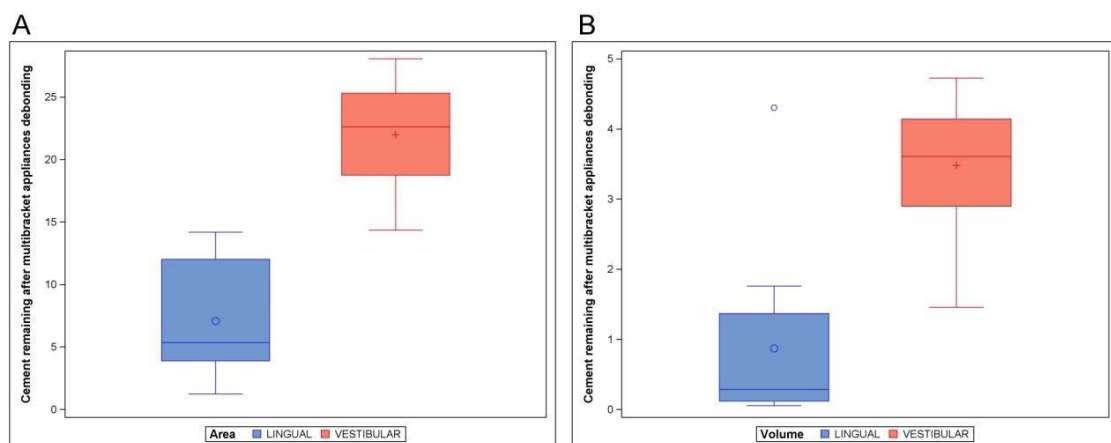 A
Cement remaining after multibracket appliances debonding
25
20
15
10
5
0
Area LINGUAL VESTIBULAR
B
Cement remaining after multibracket appliances debonding
5
4
3
2
1
0
Volume LINGUAL VESTIBULAR